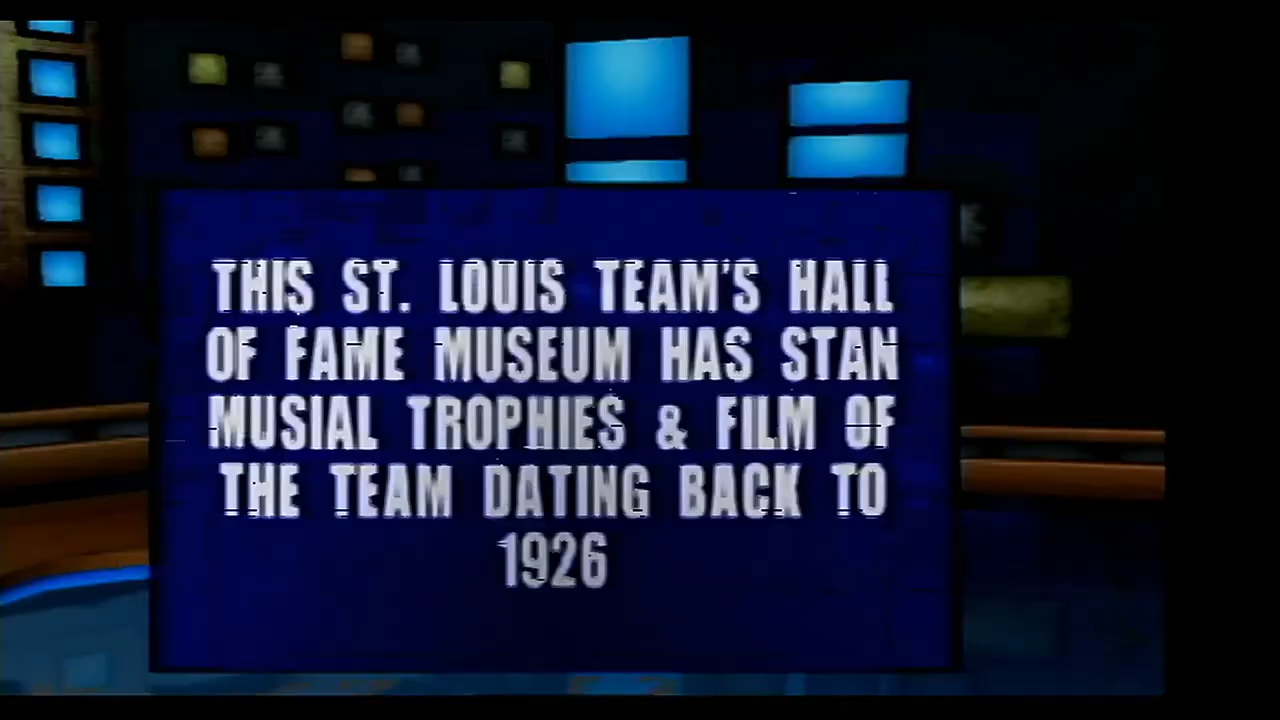 THIS ST. LOUIS TEAM'S HALL
OF FAME MUSEUM HAS STAN
MUSIAL TROPHIES & FILM OF
THE TEAM DATING BACK TO
1926